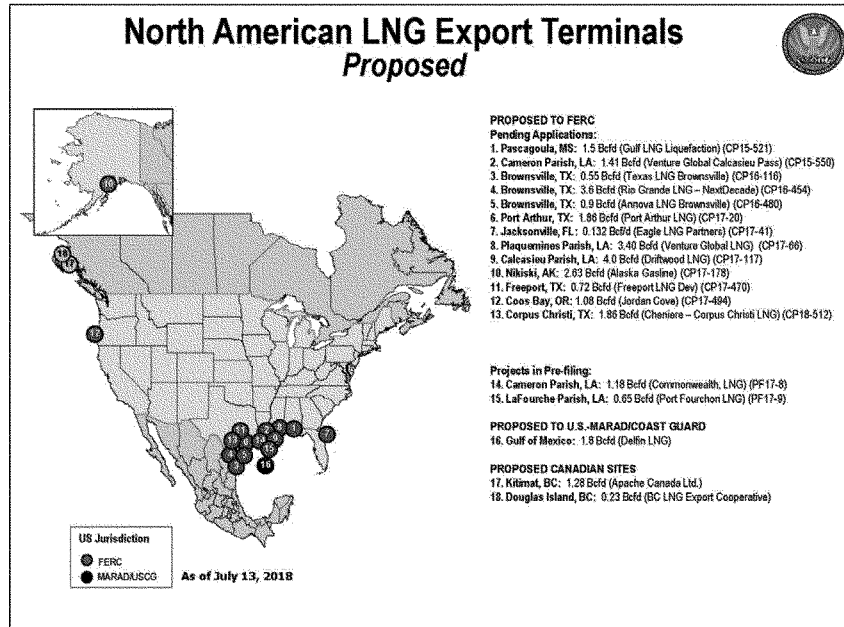 North American LNG Export Terminals
Proposed
PROPOSED TO FERC
Pending Applications:
1. Pascagoula, MS: 1.5 Bcfd (Gulf LNG Liquefaction) (CP15-521)
2. Cameron Parish, LA: 1.41 Bcfd (Venture Global Calcasieu Pass) (CP15-550)
3. Brownsville, TX: 0.55 Bcfd (Texas LNG Brownsville) (CP16-116)
4. Brownsville, TX: 3.6 Bcfd (Rio Grande LNG – NextDecade) (CP16-454)
5. Brownsville, TX: 0.9 Bcfd (Annova LNG Brownsville) (CP16-480)
6. Port Arthur, TX: 1.86 Bcfd (Port Arthur LNG) (CP17-20)
7. Jacksonville, FL: 0.132 Bcf/d (Eagle LNG Partners) (CP17-41)
8. Plaquemines Parish, LA: 3.40 Bcfd (Venture Global LNG) (CP17-66)
9. Calcasieu Parish, LA: 4.0 Bcfd (Driftwood LNG) (CP17-117)
10. Nikiski, AK: 2.63 Bcfd (Alaska Gasline) (CP17-178)
11. Freeport, TX: 0.72 Bcfd (Freeport LNG Dev) (CP17-470)
12. Coos Bay, OR: 1.08 Bcfd (Jordan Cove) (CP17-494)
13. Corpus Christi, TX: 1.86 Bcfd (Cheniere – Corpus Christi LNG) (CP18-512)
Projects in Pre-filing:
14. Cameron Parish, LA: 1.18 Bcfd (Commonwealth, LNG) (PF17-8)
15. LaFourche Parish, LA: 0.65 Bcfd (Port Fourchon LNG) (PF17-9)
PROPOSED TO U.S.-MARAD/COAST GUARD
16. Gulf of Mexico: 1.8 Bcfd (Delfin LNG)
PROPOSED CANADIAN SITES
17. Kitimat, BC: 1.28 Bcfd (Apache Canada Ltd.)
18. Douglas Island, BC: 0.23 Bcfd (BC LNG Export Cooperative)
10
18
17
12
7
16
US Jurisdiction
FERC
MARAD/USCG
As of July 13, 2018